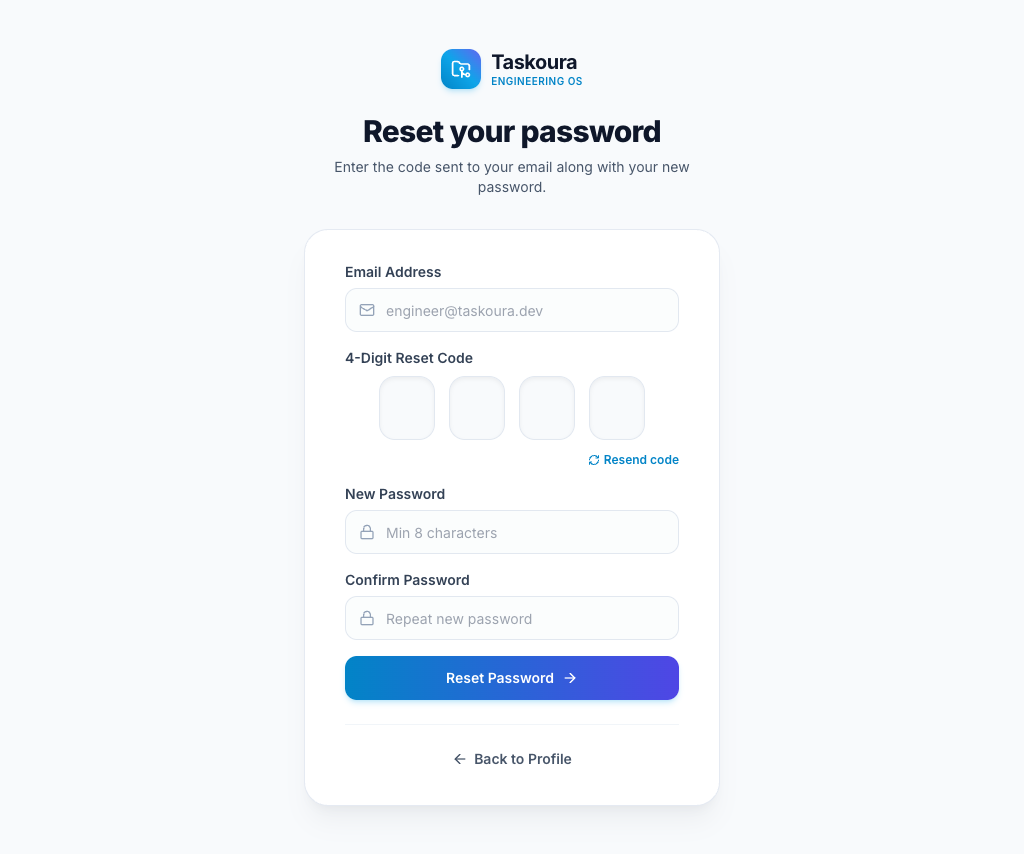 Taskoura
ENGINEERING OS
Reset your password
Enter the code sent to your email along with your new
password.
Email Address
engineer@taskoura.dev
4-Digit Reset Code
Resend code
New Password
Min 8 characters
Confirm Password
Repeat new password
Reset Password
Back to Profile